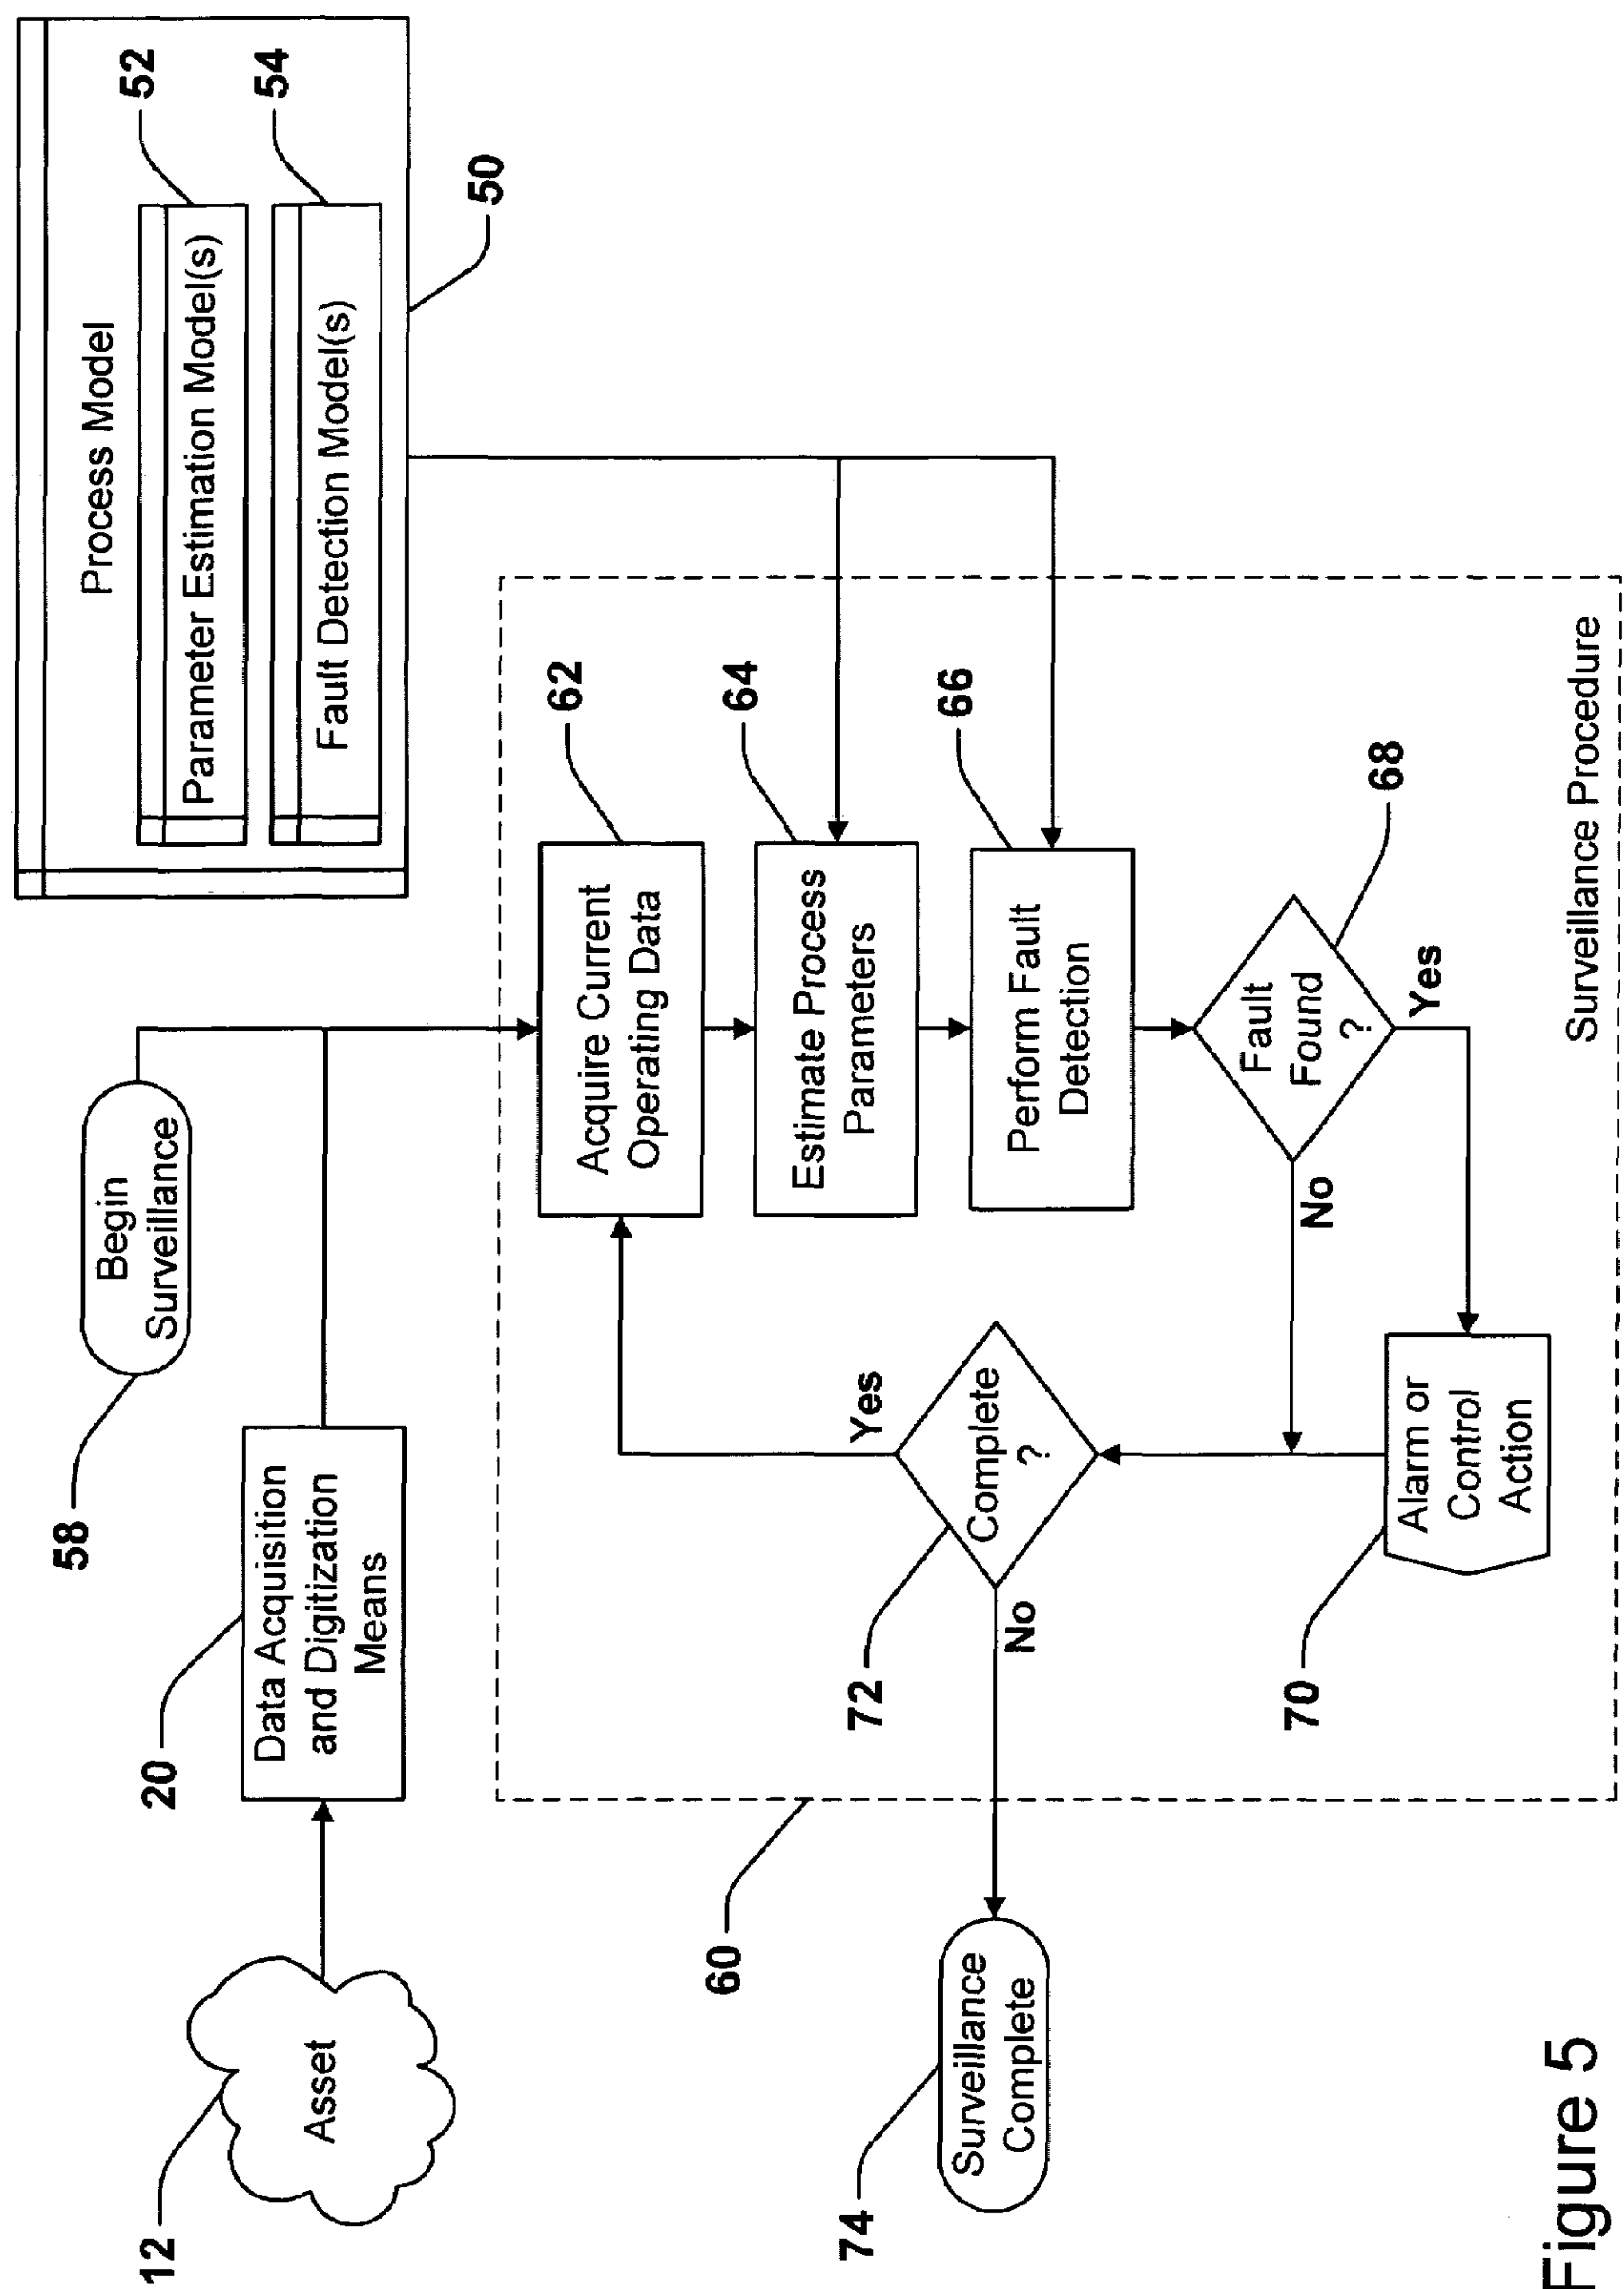 58
Begin
Surveillance
Process Model
52
Parameter Estimation Model(s)
54
Fault Detection Model(s)
50
12
Asset
20
Data Acquisition
and Digitization
Means
60
62
Acquire Current
Operating Data
64
Estimate Process
Parameters
66
Perform Fault
Detection
68
Fault
Found
?
Yes
No
70
Alarm or
Control
Action
72
Complete
?
Yes
No
74
Surveillance
Complete
Surveillance Procedure
Figure 5